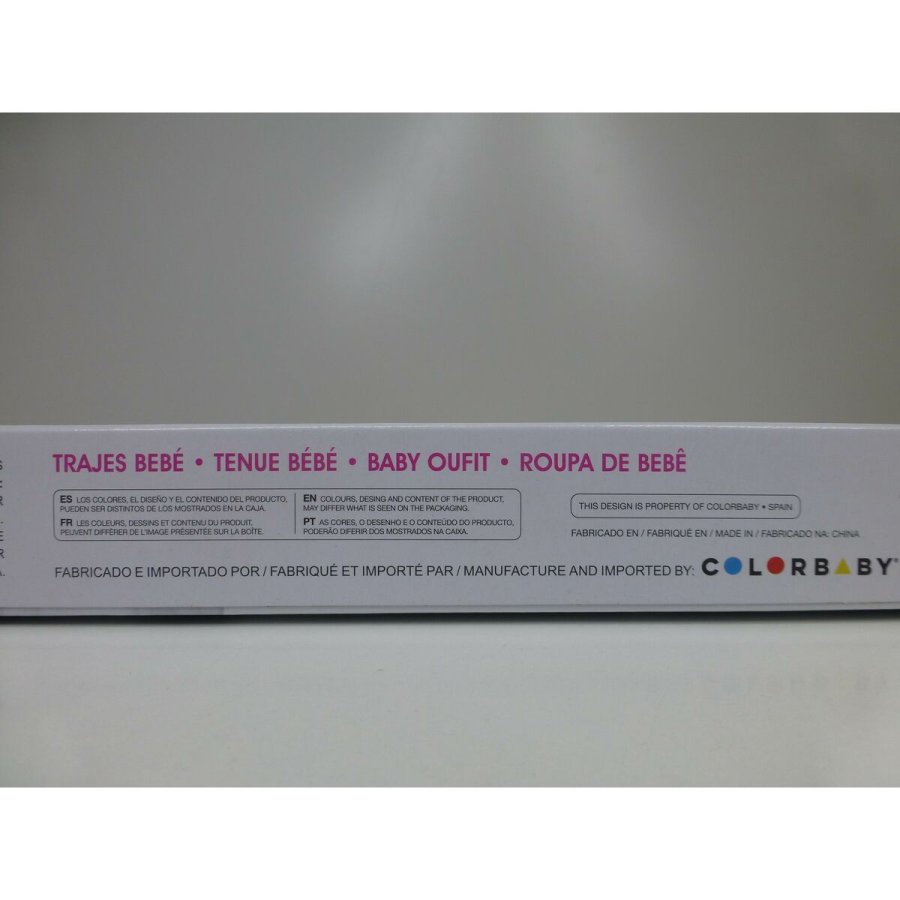 TRAJES BEBÉ • TENUE BÉBÉ • BABY OUFIT • ROUPA DE BEBÊ
ES LOS COLORES, EL DISEÑO Y EL CONTENIDO DEL PRODUCTO,
PUEDEN SER DISTINTOS DE LOS MOSTRADOS EN LA CAJA.
FR LES COLEURS, DESSINS ET CONTENU DU PRODUIT,
PEUVENT DIFFÉRER DE L'IMAGE PRÉSENTÉE SUR LA BOÎTE.
EN COLOURS, DESING AND CONTENT OF THE PRODUCT,
MAY DIFFER WHAT IS SEEN ON THE PACKAGING.
PT AS CORES, O DESENHO E O CONTEÚDO DO PRODUCTO,
PODERÃO DIFERIR DOS MOSTRADOS NA CAIXA.
THIS DESIGN IS PROPERTY OF COLORBABY • SPAIN
FABRICADO EN / FABRIQUÉ EN / MADE IN / FABRICADO NA: CHINA
FABRICADO E IMPORTADO POR / FABRIQUÉ ET IMPORTÉ PAR / MANUFACTURE AND IMPORTED BY: COLORBABY